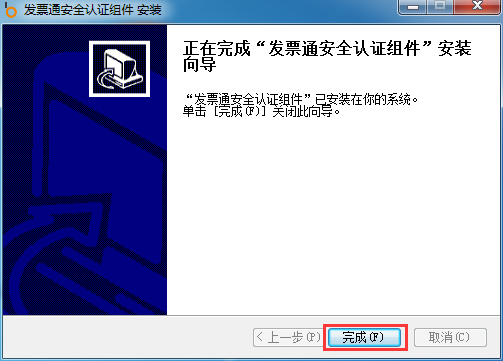 发票通安全认证组件 安装
正在完成“发票通安全认证组件”安装
向导
“发票通安全认证组件”已安装在你的系统。
单击 [完成(F)] 关闭此向导。
< 上一步(P)
完成(F)
取消(C)